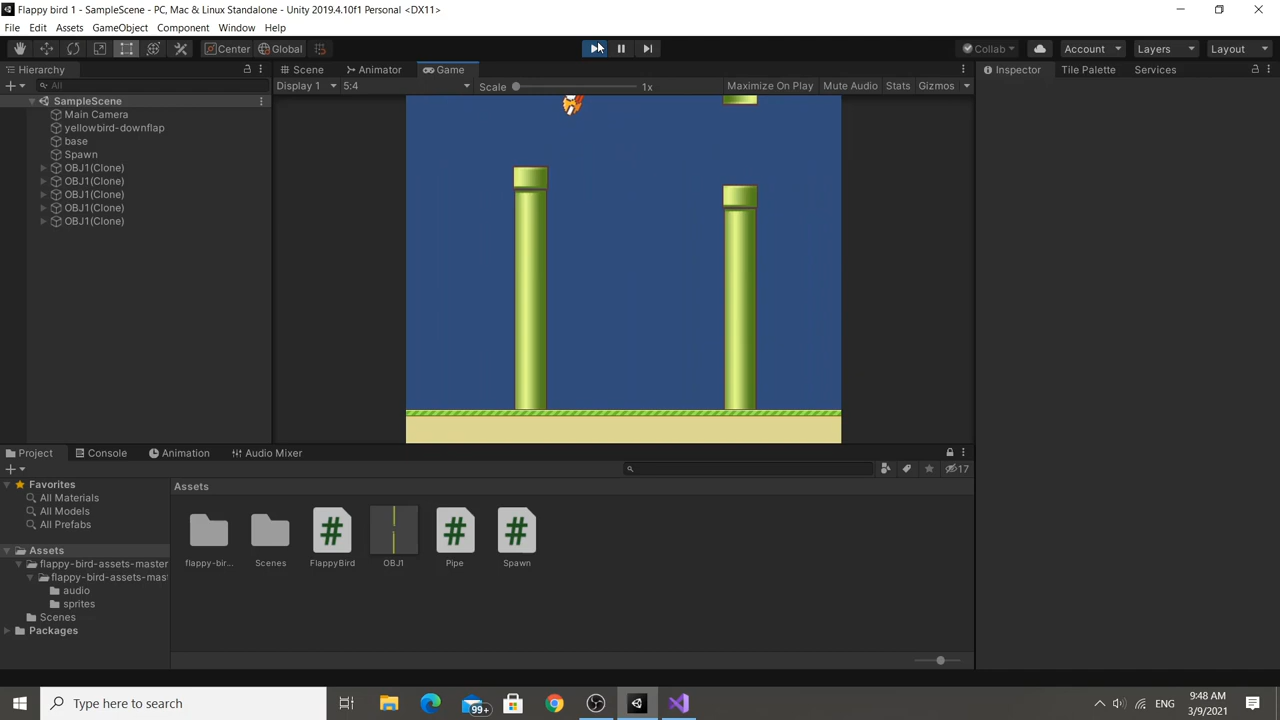 Flappy bird 1 - SampleScene - PC, Mac & Linux Standalone - Unity 2019.4.10f1 Personal <DX11>
File Edit Assets GameObject Component Window Help
Center Global Collab Account Layers Layout
Hierarchy Scene Animator Game Inspector Tile Palette Services
All Display 1 5:4 Scale 1x Maximize On Play Mute Audio Stats Gizmos
SampleScene
Main Camera
yellowbird-downflap
base
Spawn
OBJ1(Clone)
OBJ1(Clone)
OBJ1(Clone)
OBJ1(Clone)
OBJ1(Clone)
Project Console Animation Audio Mixer
17
Favorites
All Materials
All Models
All Prefabs
Assets
flappy-bird-assets-master
flappy-bird-assets-mas
audio
sprites
Scenes
Packages
Assets
flappy-bir... Scenes FlappyBird OBJ1 Pipe Spawn
Type here to search
99+
ENG
9:48 AM
3/9/2021